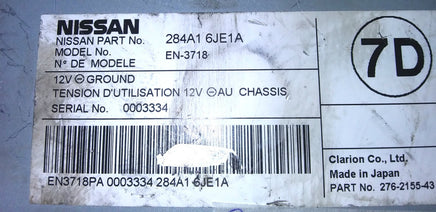 NISSAN
NISSAN PART No. 284A1 6JE1A
MODEL No. EN-3718
N° DE MODELE
7D
12V ⊖ GROUND
TENSION D'UTILISATION 12V ⊖ AU CHASSIS
SERIAL No. 0003334
EN3718PA 0003334 284A1 6JE1A
Clarion Co., Ltd.
Made in Japan
PART No. 276-2155-43